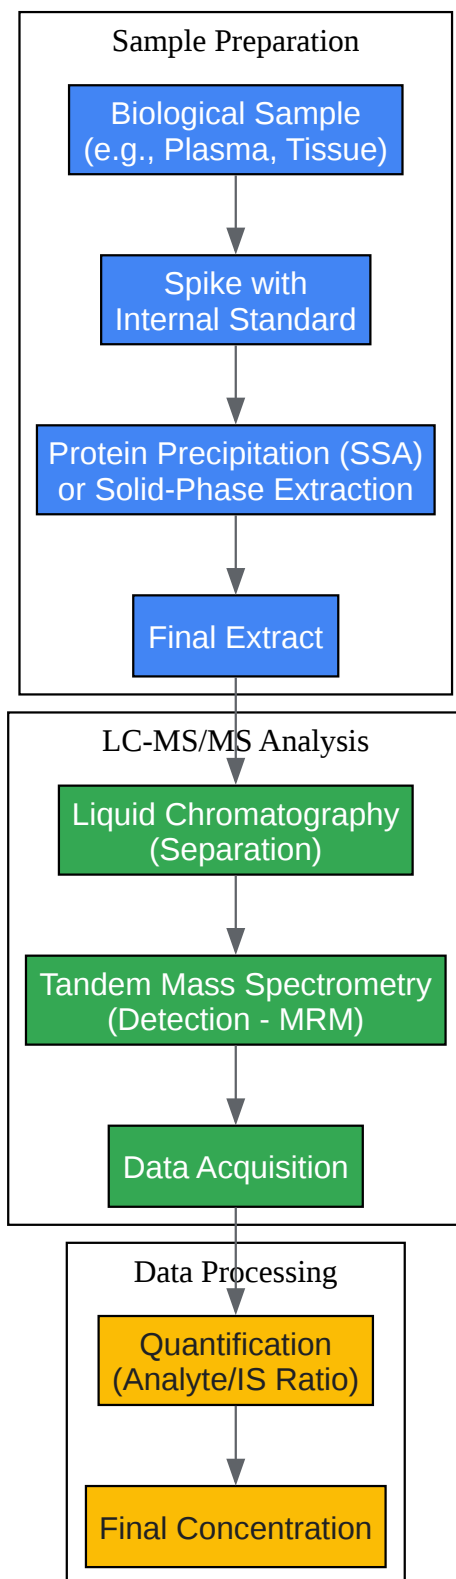 Sample Preparation
Biological Sample
(e.g., Plasma, Tissue)
Spike with
Internal Standard
Protein Precipitation (SSA)
or Solid-Phase Extraction
Final Extract
LC-MS/MS Analysis
Liquid Chromatography
(Separation)
Tandem Mass Spectrometry
(Detection - MRM)
Data Acquisition
Data Processing
Quantification
(Analyte/IS Ratio)
Final Concentration